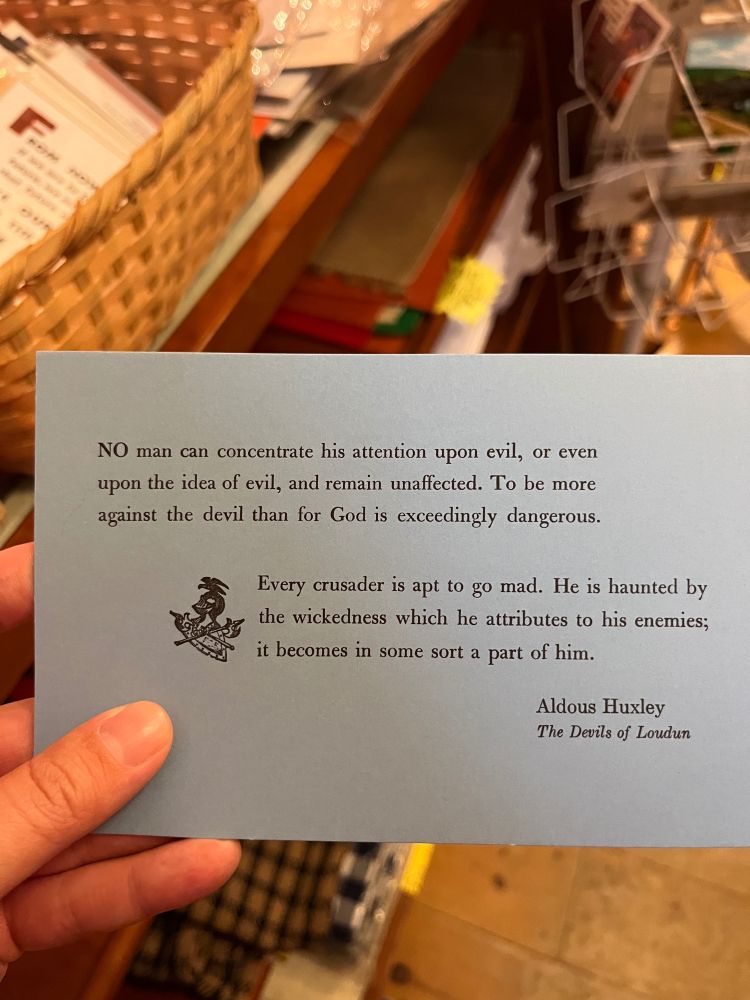 NO man can concentrate his attention upon evil, or even
upon the idea of evil, and remain unaffected. To be more
against the devil than for God is exceedingly dangerous.
Every crusader is apt to go mad. He is haunted by
the wickedness which he attributes to his enemies;
it becomes in some sort a part of him.
Aldous Huxley
The Devils of Loudun